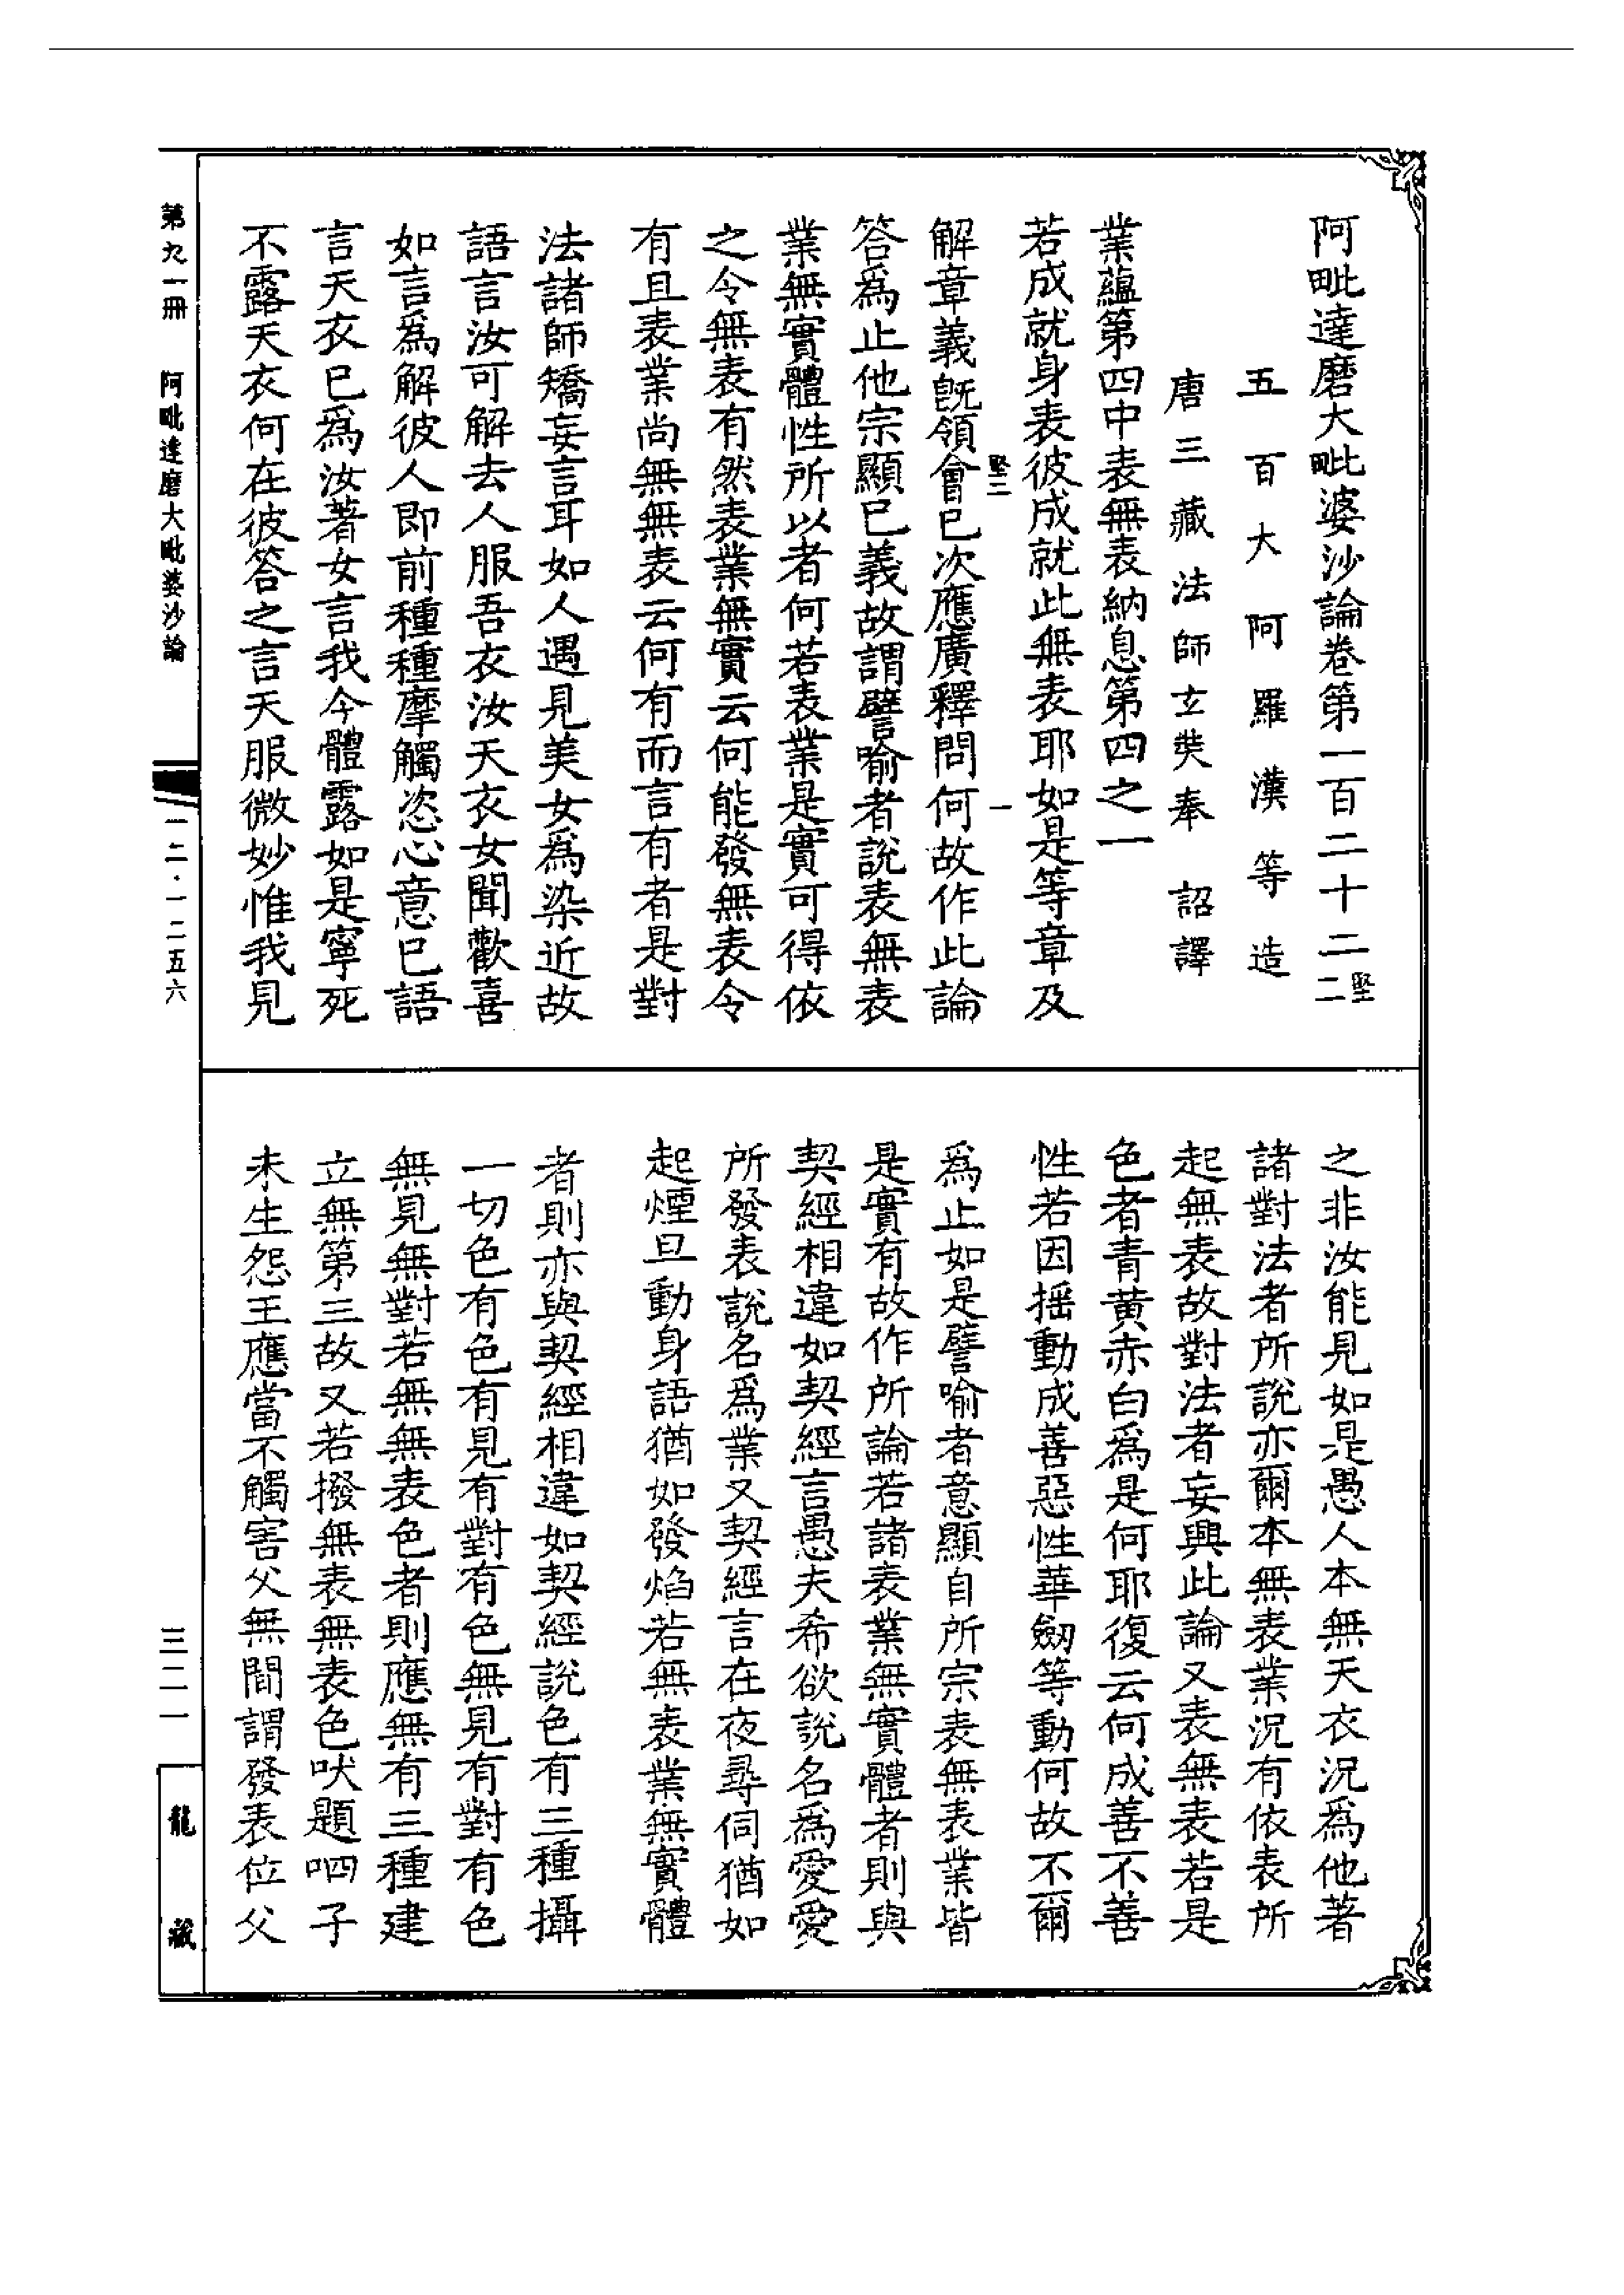 阿毗達磨大毗婆沙論卷第一百二十二 堅二
五百大阿羅漢等造
唐三藏法師玄奘奉　詔譯
業蘊第四中表無表納息第四之一
若成就身表彼成就此無表耶如是等章及
堅二　一
解章義旣領會已次應廣釋問何故作此論
答爲止他宗顯已義故謂譬喻者說表無表
業無實體性所以者何若表業是實可得依
之令無表有然表業無實云何能發無表令
有且表業尚無無表云何有而言有者是對
法諸師矯妄言耳如人遇見美女爲染近故
語言汝可解去人服吾衣汝天衣女聞歡喜
如言爲解彼人即前種種摩觸恣心意已語
言天衣已爲汝著女言我今體露如是寧死
不露天衣何在彼答之言天服微妙惟我見
之非汝能見如是愚人本無天衣況爲他著
諸對法者所說亦爾本無表業況有依表所
起無表故對法者妄興此論又表無表若是
色者青黄赤白爲是何耶復云何成善不善
性若因揺動成善惡性華劒等動何故不爾
爲止如是譬喻者意顯自所宗表無表業皆
是實有故作所論若諸表業無實體者則與
契經相違如契經言愚夫希欲說名爲愛愛
所發表說名爲業又契經言在夜尋伺猶如
起煙旦動身語猶如發焰若無表業無實體
者則亦與契經相違如契經說色有三種攝
一切色有色有見有對有色無見有對有色
無見無對若無無表色者則應無有三種建
立無第三故又若撥無表無表色吠題呬子
未生怨王應當不觸害父無間謂發表位父
第九一冊　阿毗達磨大毗婆沙論
一二·一二五六
三二一
龍藏